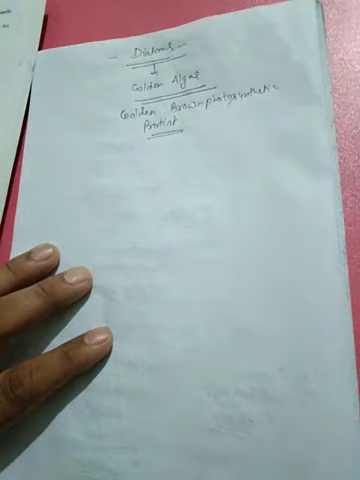 - Diatoms -
↓
Golden Algae
Golden Brown photosynthetic
Protist